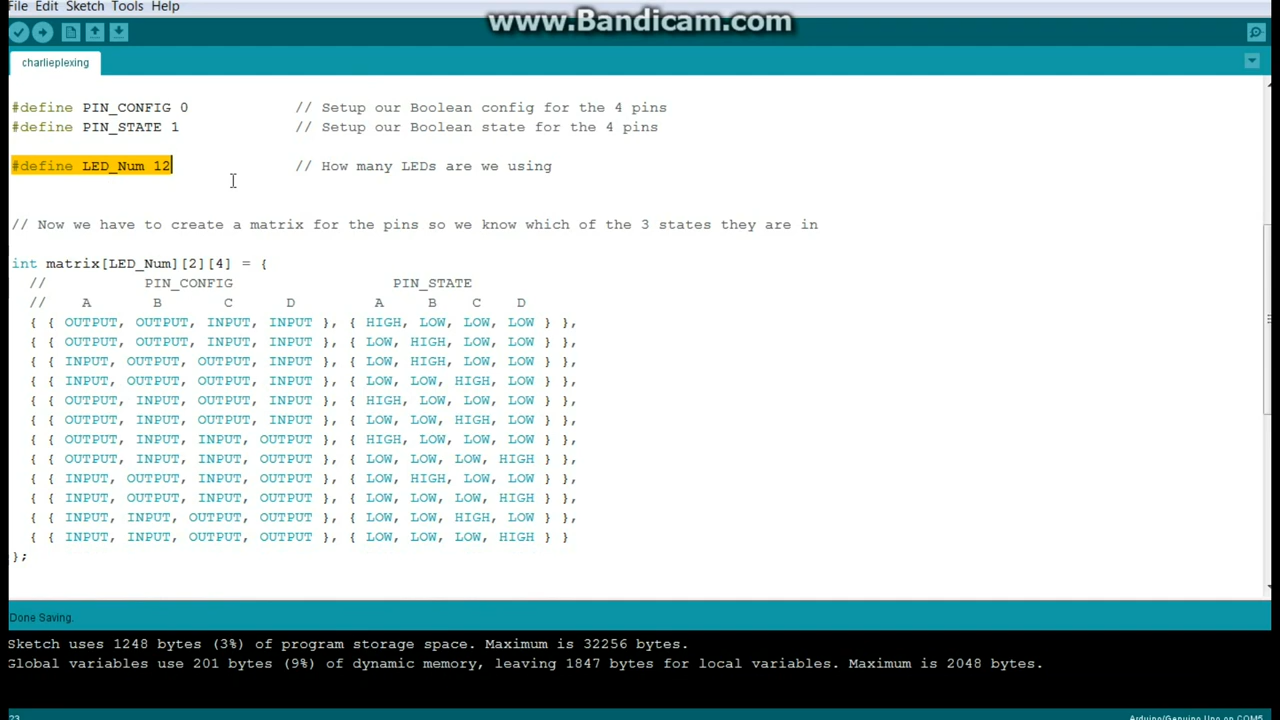 File Edit Sketch Tools Help
www.Bandicam.com
charlieplexing
#define PIN_CONFIG 0 // Setup our Boolean config for the 4 pins
#define PIN_STATE 1 // Setup our Boolean state for the 4 pins
#define LED_Num 12 // How many LEDs are we using
// Now we have to create a matrix for the pins so we know which of the 3 states they are in
int matrix[LED_Num][2][4] = {
// PIN_CONFIG PIN_STATE
// A B C D A B C D
{ { OUTPUT, OUTPUT, INPUT, INPUT }, { HIGH, LOW, LOW, LOW } },
{ { OUTPUT, OUTPUT, INPUT, INPUT }, { LOW, HIGH, LOW, LOW } },
{ { INPUT, OUTPUT, OUTPUT, INPUT }, { LOW, HIGH, LOW, LOW } },
{ { INPUT, OUTPUT, OUTPUT, INPUT }, { LOW, LOW, HIGH, LOW } },
{ { OUTPUT, INPUT, OUTPUT, INPUT }, { HIGH, LOW, LOW, LOW } },
{ { OUTPUT, INPUT, OUTPUT, INPUT }, { LOW, LOW, HIGH, LOW } },
{ { OUTPUT, INPUT, INPUT, OUTPUT }, { HIGH, LOW, LOW, LOW } },
{ { OUTPUT, INPUT, INPUT, OUTPUT }, { LOW, LOW, LOW, HIGH } },
{ { INPUT, OUTPUT, INPUT, OUTPUT }, { LOW, HIGH, LOW, LOW } },
{ { INPUT, OUTPUT, INPUT, OUTPUT }, { LOW, LOW, LOW, HIGH } },
{ { INPUT, INPUT, OUTPUT, OUTPUT }, { LOW, LOW, HIGH, LOW } },
{ { INPUT, INPUT, OUTPUT, OUTPUT }, { LOW, LOW, LOW, HIGH } }
};
Done Saving.
Sketch uses 1248 bytes (3%) of program storage space. Maximum is 32256 bytes.
Global variables use 201 bytes (9%) of dynamic memory, leaving 1847 bytes for local variables. Maximum is 2048 bytes.
23 Arduino/Genuino Uno on COM5